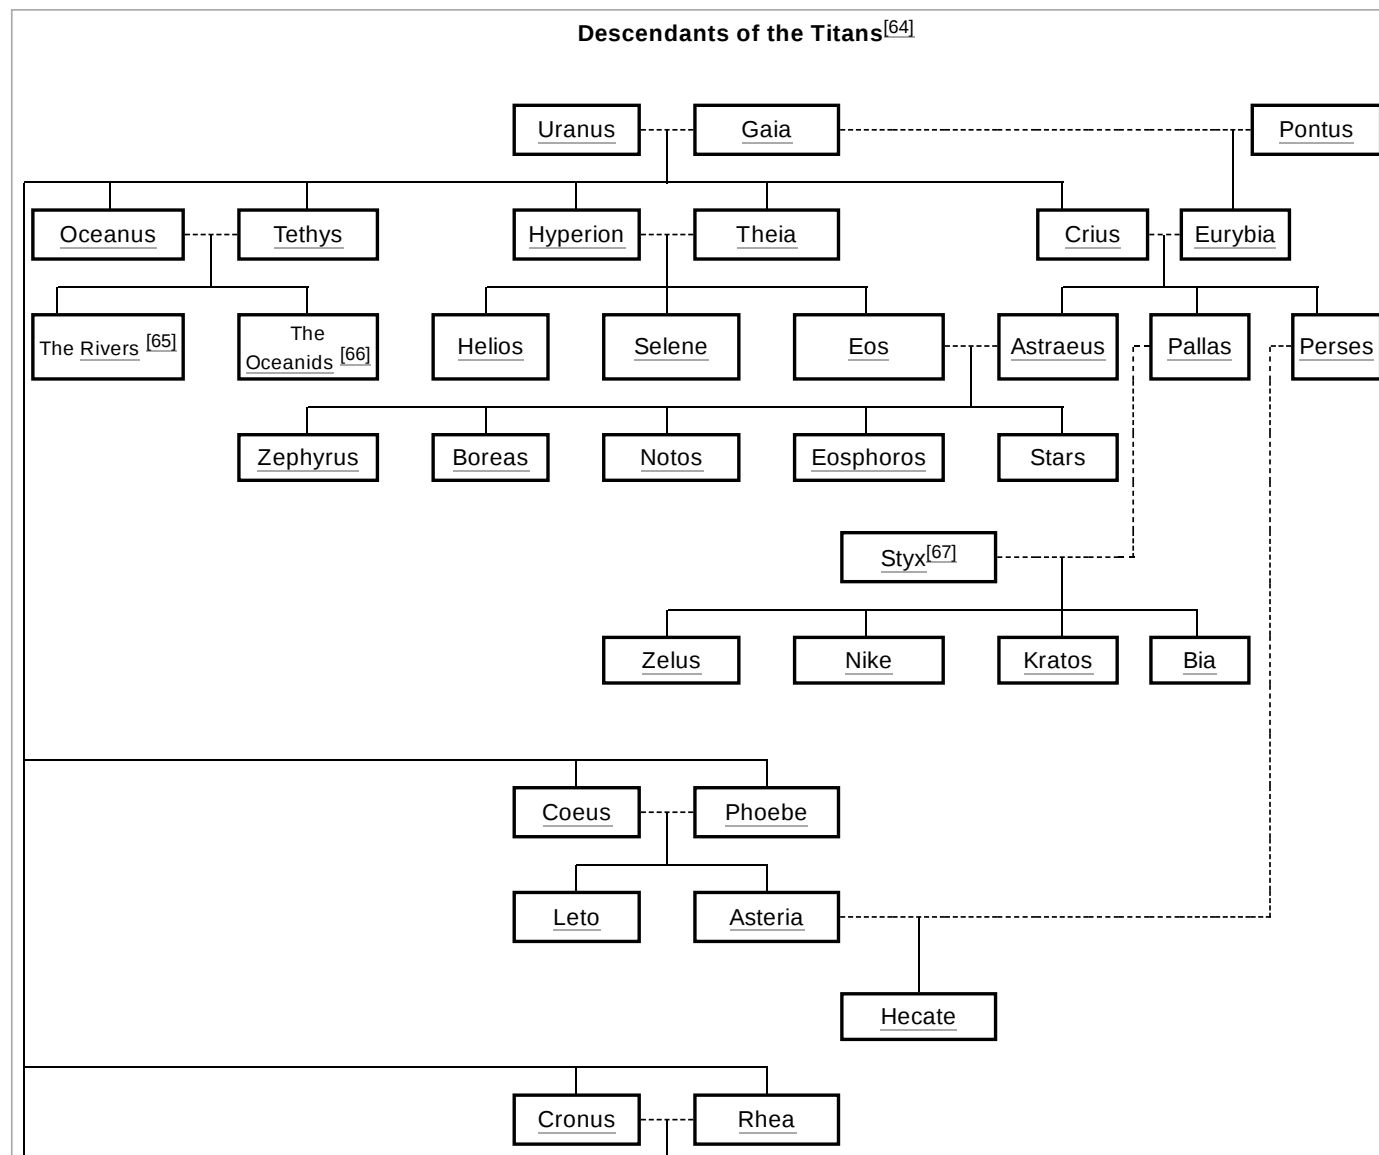 Descendants of the Titans[64]
Uranus Gaia Pontus
Oceanus Tethys Hyperion Theia Crius Eurybia
The Rivers [65] The Oceanids [66] Helios Selene Eos Astraeus Pallas Perses
Zephyrus Boreas Notos Eosphoros Stars
Styx[67]
Zelus Nike Kratos Bia
Coeus Phoebe
Leto Asteria
Hecate
Cronus Rhea